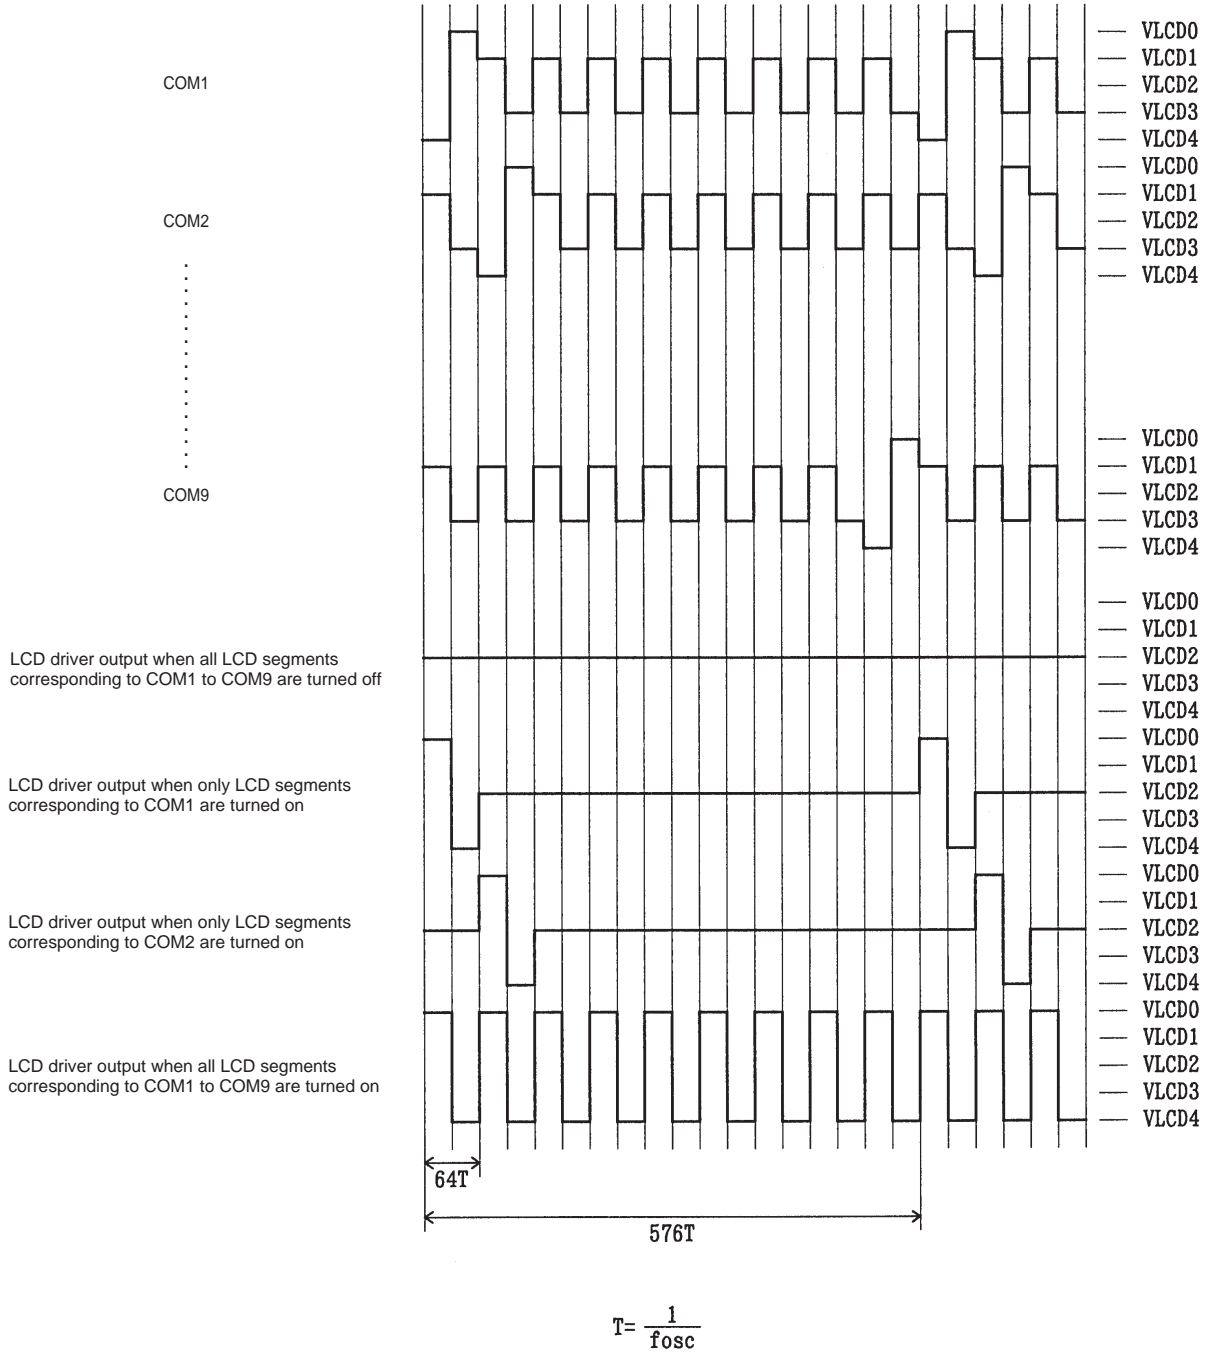 COM1
VLCD0
VLCD1
VLCD2
VLCD3
VLCD4
COM2
VLCD0
VLCD1
VLCD2
VLCD3
VLCD4
COM9
VLCD0
VLCD1
VLCD2
VLCD3
VLCD4
LCD driver output when all LCD segments
corresponding to COM1 to COM9 are turned off
VLCD0
VLCD1
VLCD2
VLCD3
VLCD4
LCD driver output when only LCD segments
corresponding to COM1 are turned on
VLCD0
VLCD1
VLCD2
VLCD3
VLCD4
LCD driver output when only LCD segments
corresponding to COM2 are turned on
VLCD0
VLCD1
VLCD2
VLCD3
VLCD4
LCD driver output when all LCD segments
corresponding to COM1 to COM9 are turned on
VLCD0
VLCD1
VLCD2
VLCD3
VLCD4
64T
576T
T= 1
fosc